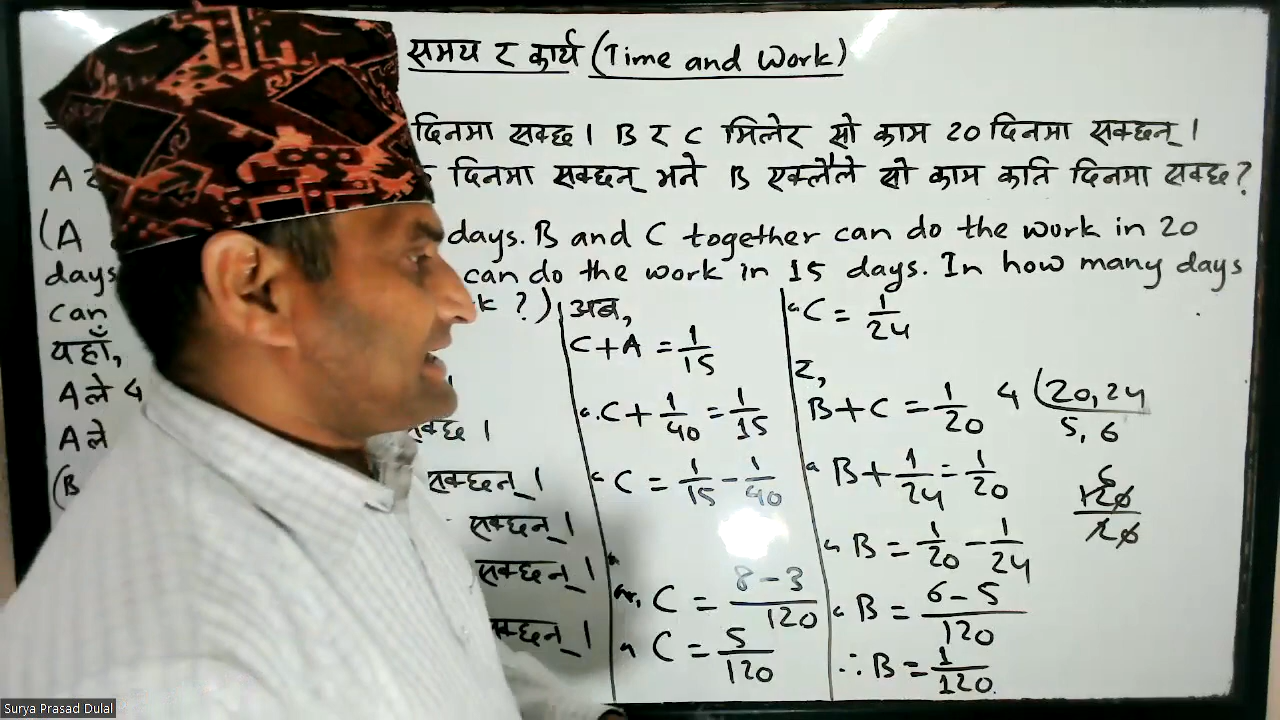 समय र कार्य (Time and Work)
दिनमा सक्छ। B र C मिलेर सो काम 20 दिनमा सक्छन्।
A दिनमा सक्छन् भने B एक्लैले सो काम कति दिनमा सक्छ?
(A days. B and C together can do the work in 20
days can do the work in 15 days. In how many days
can k ?)
यहाँ,
A ले 4
A ले सक्छ।
(B सक्छन्।
सक्छन्।
सक्छन्।
क्छन्।
अब,
C + A = 1/15
C + 1/40 = 1/15
C = 1/15 - 1/40
or, C = 8 - 3/120
C = 5/120
C = 1/24
र,
B + C = 1/20
B + 1/24 = 1/20
B = 1/20 - 1/24
B = 6 - 5/120
∴ B = 1/120
4 (20, 24
5, 6
6
120/20
Surya Prasad Dulal